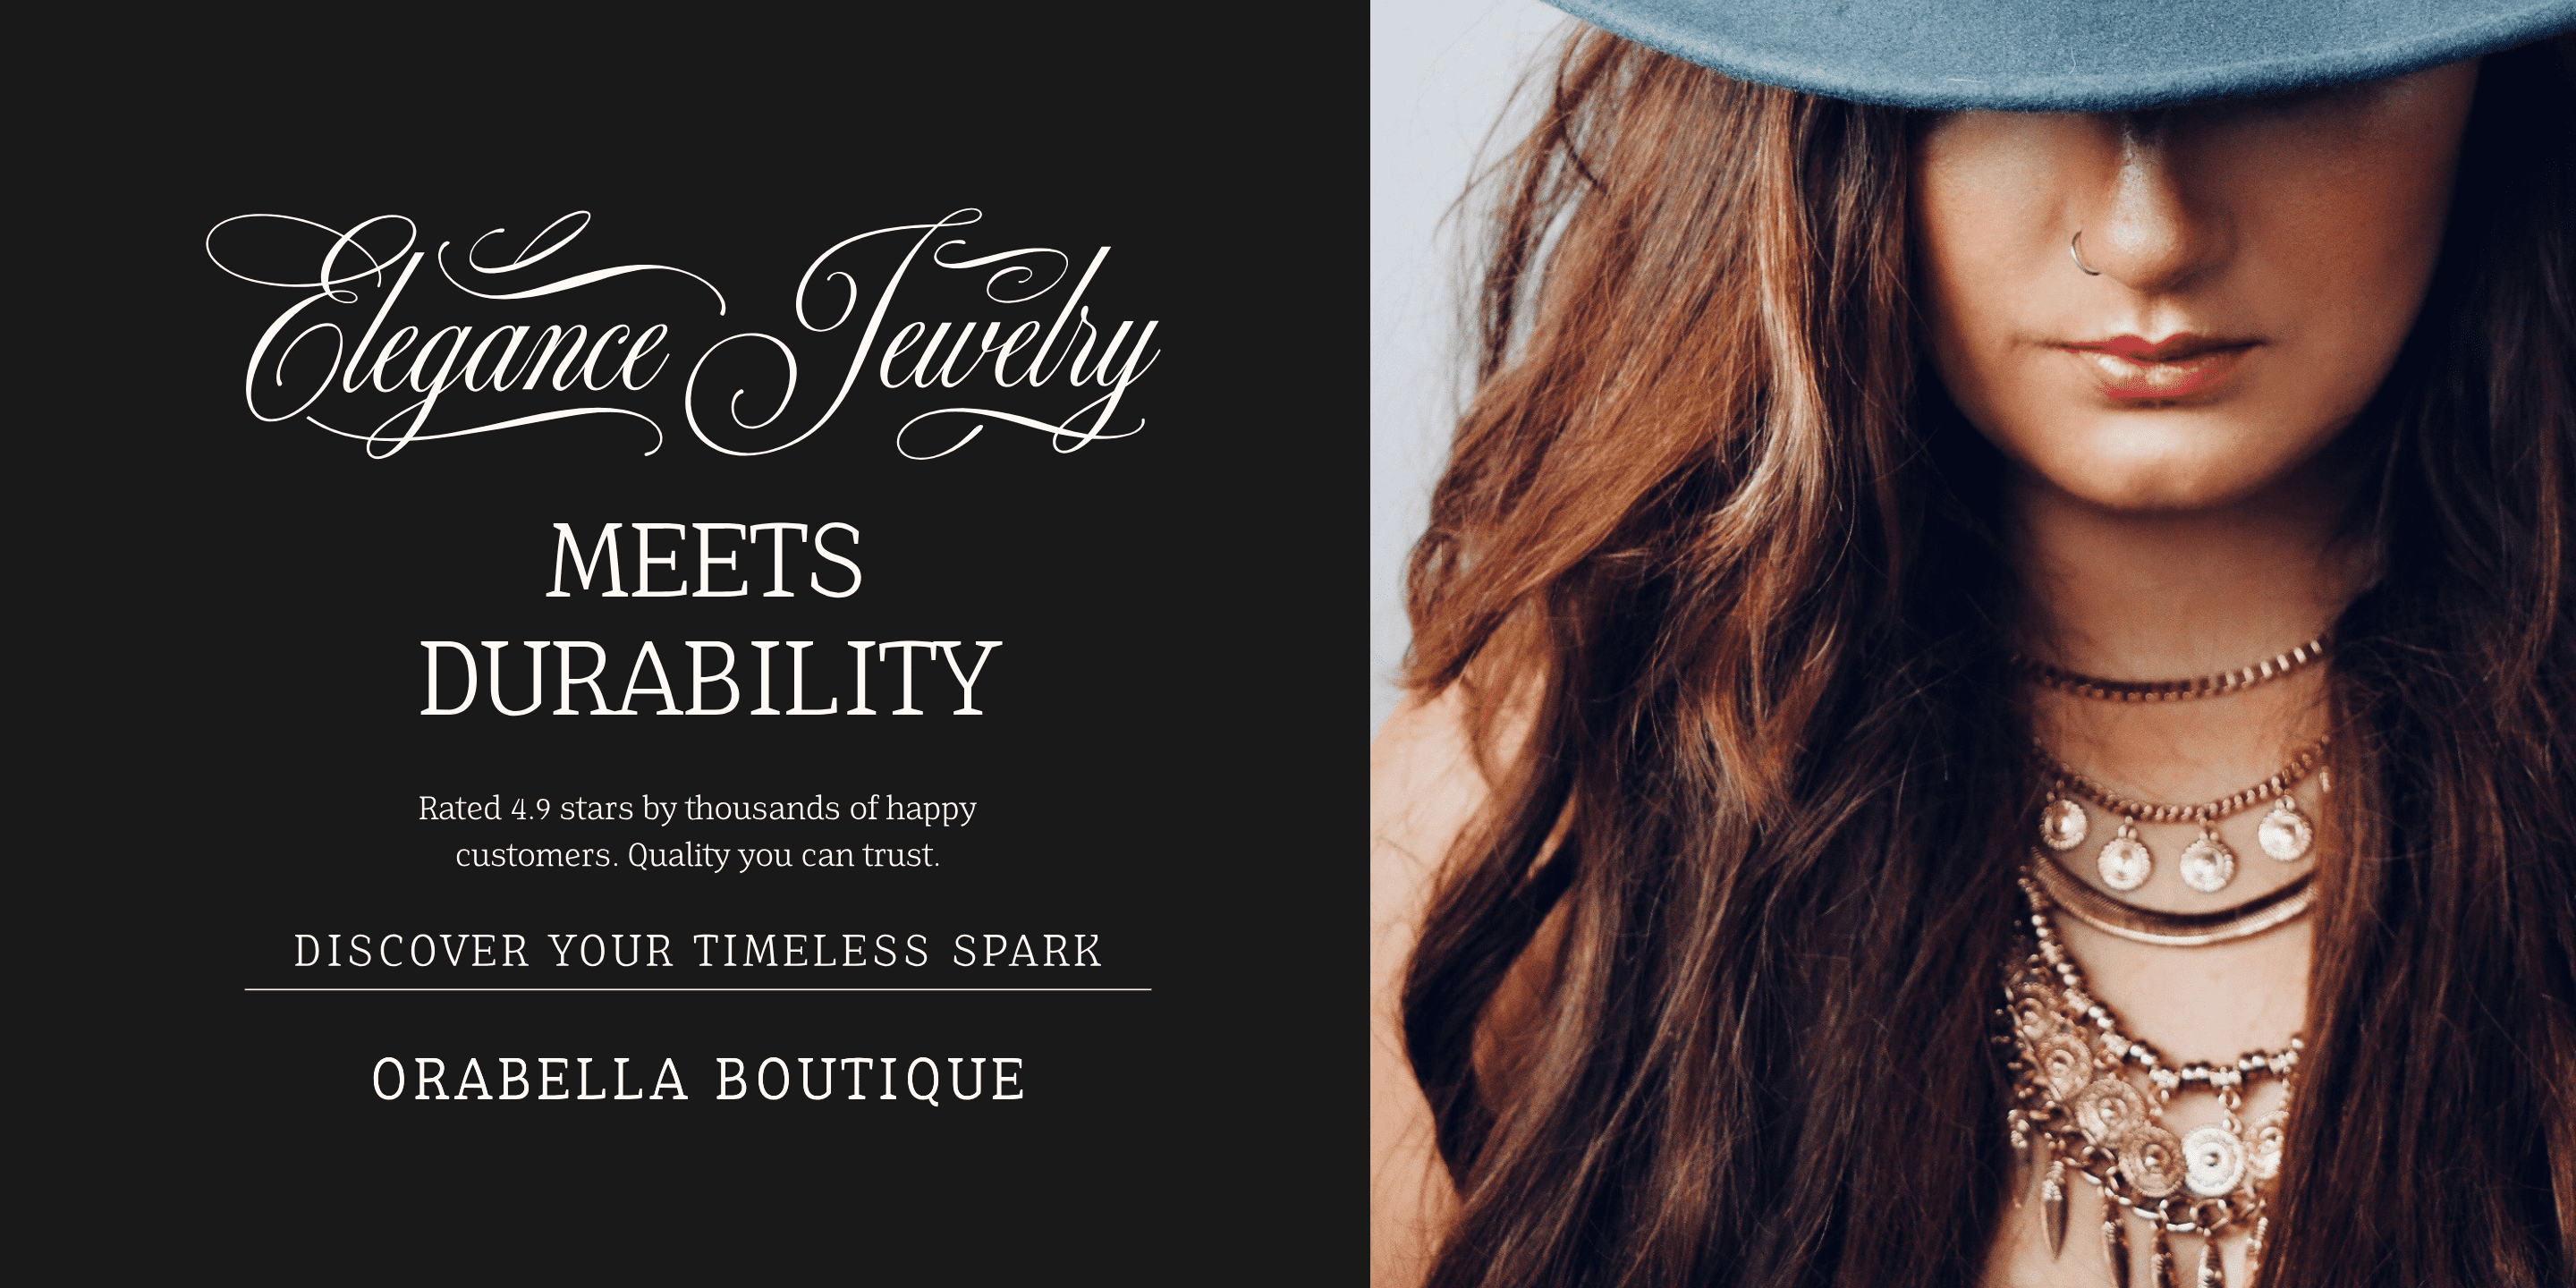 Elegance Jewelry
MEETS
DURABILITY
Rated 4.9 stars by thousands of happy
customers. Quality you can trust.
DISCOVER YOUR TIMELESS SPARK
ORABELLA BOUTIQUE